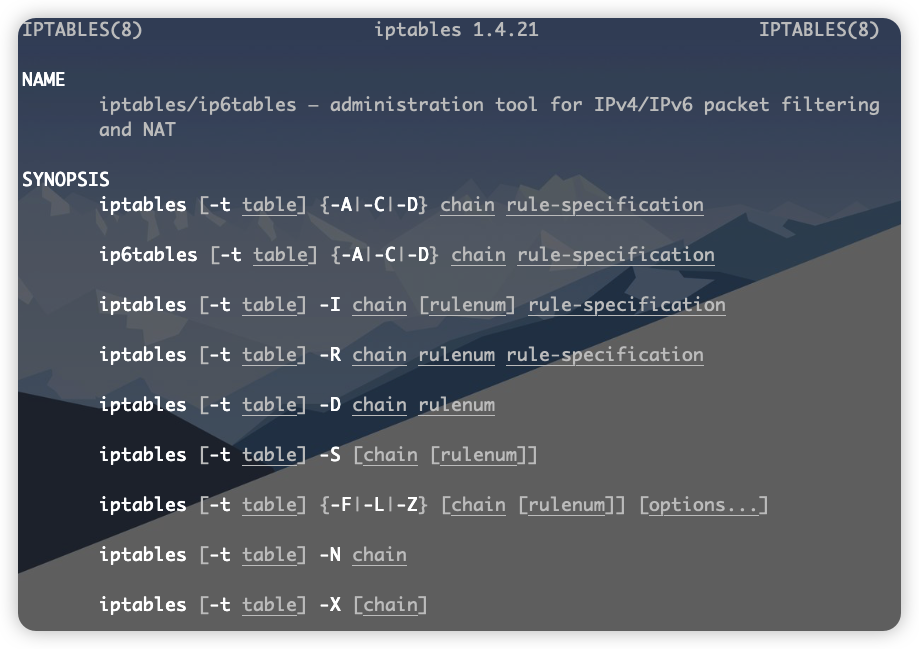 IPTABLES(8) iptables 1.4.21 IPTABLES(8)
NAME
iptables/ip6tables — administration tool for IPv4/IPv6 packet filtering
and NAT
SYNOPSIS
iptables [-t table] {-A|-C|-D} chain rule-specification
ip6tables [-t table] {-A|-C|-D} chain rule-specification
iptables [-t table] -I chain [rulenum] rule-specification
iptables [-t table] -R chain rulenum rule-specification
iptables [-t table] -D chain rulenum
iptables [-t table] -S [chain [rulenum]]
iptables [-t table] {-F|-L|-Z} [chain [rulenum]] [options...]
iptables [-t table] -N chain
iptables [-t table] -X [chain]